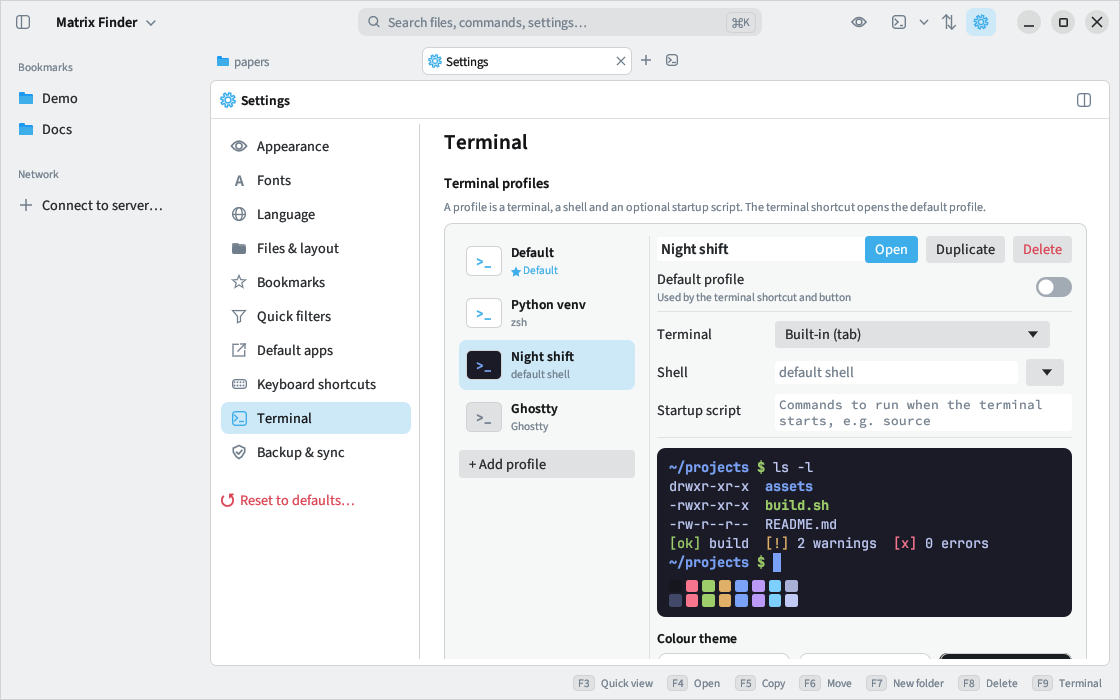 Matrix Finder
Search files, commands, settings…
⌘K
Bookmarks
Demo
Docs
Network
Connect to server…
papers
Settings
Settings
Appearance
Fonts
Language
Files & layout
Bookmarks
Quick filters
Default apps
Keyboard shortcuts
Terminal
Backup & sync
Reset to defaults…
Terminal
Terminal profiles
A profile is a terminal, a shell and an optional startup script. The terminal shortcut opens the default profile.
Default
Default
Python venv
zsh
Night shift
default shell
Ghostty
Ghostty
+ Add profile
Night shift
Open
Duplicate
Delete
Default profile
Used by the terminal shortcut and button
Terminal
Built-in (tab)
Shell
default shell
Startup script
Commands to run when the terminal
starts, e.g. source
~/projects $ ls -l
drwxr-xr-x assets
-rwxr-xr-x build.sh
-rw-r--r-- README.md
[ok] build [!] 2 warnings [x] 0 errors
~/projects $
Colour theme
F3 Quick view F4 Open F5 Copy F6 Move F7 New folder F8 Delete F9 Terminal